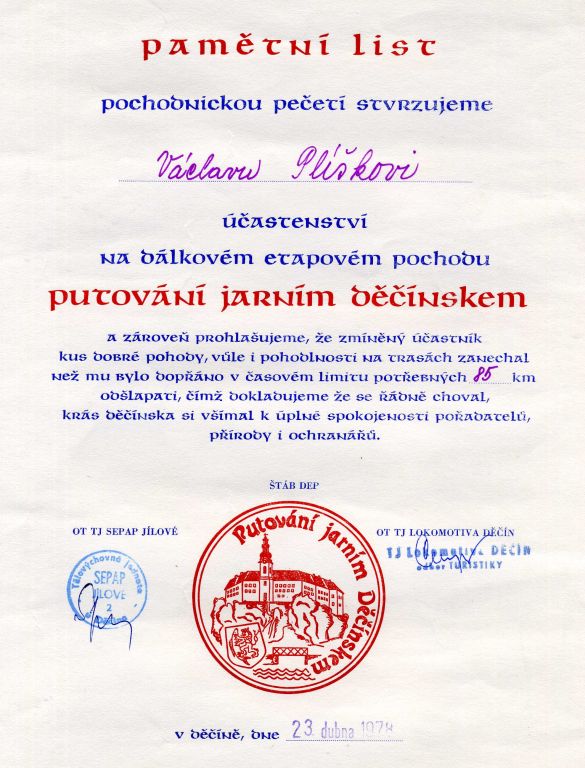 pamětní list
pochodnickou pečetí stvrzujeme
Václavu Plíškovi
účastenství
na dálkovém etapovém pochodu
putování jarním děčínskem
a zároveň prohlašujeme, že zmíněný účastník
kus dobré pohody, vůle i pohodlnosti na trasách zanechal
než mu bylo dopřáno v časovém limitu potřebných 85 km
odšlapati, čímž dokladujeme že se řádně choval,
krás děčínska si všímal k úplné spokojenosti pořadatelů,
přírody i ochranářů.
ŠTÁB DEP
OT TJ SEPAP JÍLOVÉ
OT TJ LOKOMOTIVA DĚČÍN
Tělovýchovná jednota
SEPAP
JÍLOVÉ
2
Putování jarním Děčínskem
TJ Lokomotiva DĚČÍN
odbor TURISTIKY
v děčíně, dne 23. dubna 1978